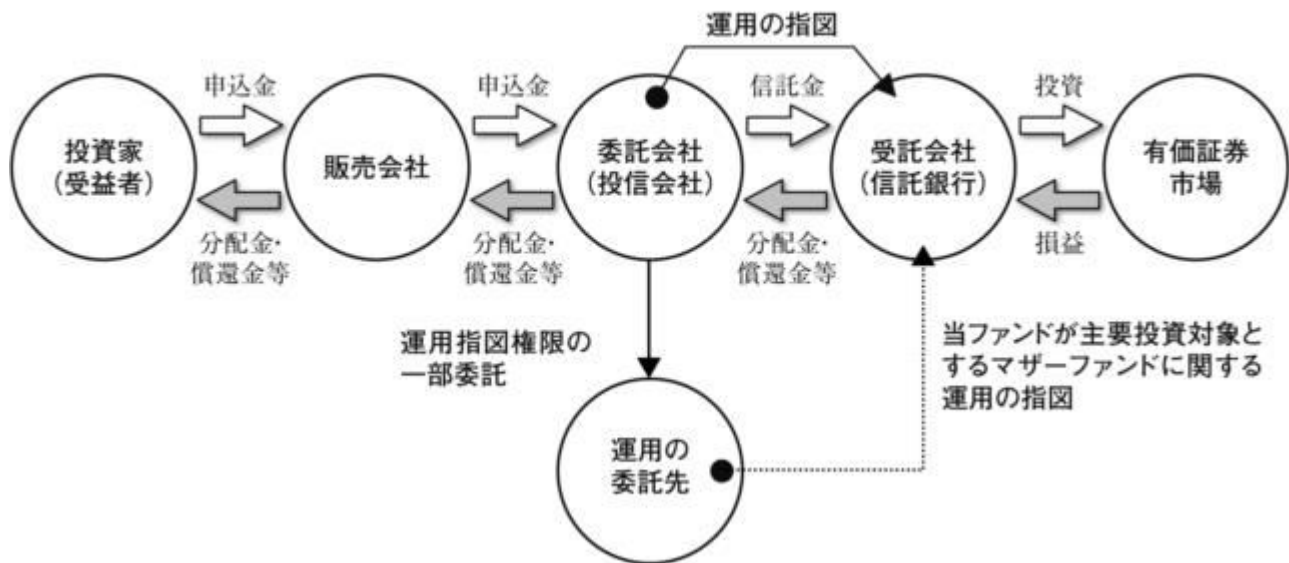 運用の指図
申込金
申込金
信託金
投資
投資家
（受益者）
販売会社
委託会社
（投信会社）
受託会社
（信託銀行）
有価証券
市場
分配金・
償還金等
分配金・
償還金等
分配金・
償還金等
損益
運用指図権限の
一部委託
当ファンドが主要投資対象と
するマザーファンドに関する
運用の指図
運用の
委託先